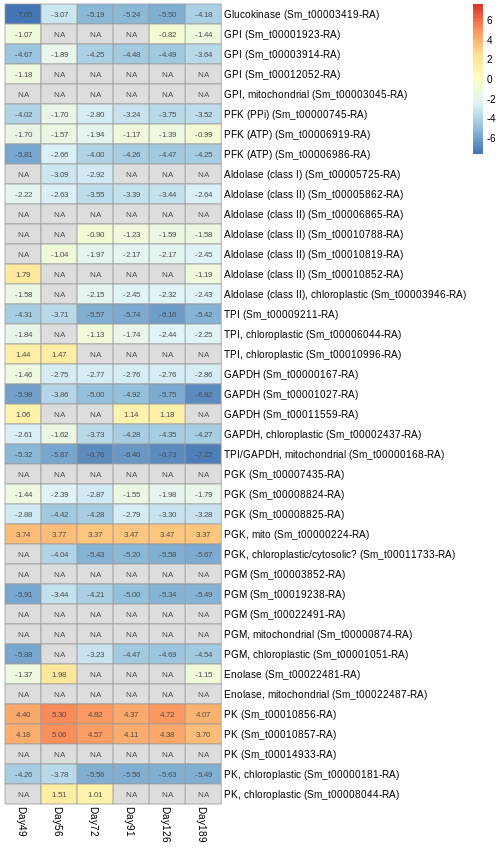 -7.63 -3.07 -5.19 -5.24 -5.50 -4.18 Glucokinase (Sm_t00003419-RA)
-1.07 NA NA NA -0.82 -1.44 GPI (Sm_t00001923-RA)
-4.67 -1.89 -4.25 -4.48 -4.49 -3.64 GPI (Sm_t00003914-RA)
-1.18 NA NA NA NA NA GPI (Sm_t00012052-RA)
NA NA NA NA NA NA GPI, mitochondrial (Sm_t00003045-RA)
-4.02 -1.70 -2.80 -3.24 -3.75 -3.52 PFK (PPi) (Sm_t00000745-RA)
-1.70 -1.57 -1.94 -1.17 -1.39 -0.99 PFK (ATP) (Sm_t00006919-RA)
-5.81 -2.66 -4.00 -4.26 -4.47 -4.25 PFK (ATP) (Sm_t00006986-RA)
NA -3.09 -2.92 NA NA NA Aldolase (class I) (Sm_t00005725-RA)
-2.22 -2.63 -3.55 -3.39 -3.44 -2.64 Aldolase (class II) (Sm_t00005862-RA)
NA NA NA NA NA NA Aldolase (class II) (Sm_t00006865-RA)
NA NA -0.90 -1.23 -1.59 -1.58 Aldolase (class II) (Sm_t00010788-RA)
NA -1.04 -1.97 -2.17 -2.17 -2.45 Aldolase (class II) (Sm_t00010819-RA)
1.79 NA NA NA NA -1.19 Aldolase (class II) (Sm_t00010852-RA)
-1.58 NA -2.15 -2.45 -2.32 -2.43 Aldolase (class II), chloroplastic (Sm_t00003946-RA)
-4.31 -3.71 -5.57 -5.74 -6.16 -5.42 TPI (Sm_t00009211-RA)
-1.84 NA -1.13 -1.74 -2.44 -2.25 TPI, chloroplastic (Sm_t00006044-RA)
1.44 1.47 NA NA NA NA TPI, chloroplastic (Sm_t00010996-RA)
-1.46 -2.75 -2.77 -2.76 -2.76 -2.86 GAPDH (Sm_t00000167-RA)
-5.98 -3.86 -5.00 -4.92 -5.75 -6.82 GAPDH (Sm_t00001027-RA)
1.06 NA NA 1.14 1.18 NA GAPDH (Sm_t00011559-RA)
-2.61 -1.62 -3.73 -4.28 -4.35 -4.27 GAPDH, chloroplastic (Sm_t00002437-RA)
-5.32 -5.87 -6.70 -6.40 -6.73 -7.32 TPI/GAPDH, mitochondrial (Sm_t00000168-RA)
NA NA NA NA NA NA PGK (Sm_t00007435-RA)
-1.44 -2.39 -2.87 -1.55 -1.98 -1.79 PGK (Sm_t00008824-RA)
-2.88 -4.42 -4.28 -2.79 -3.30 -3.28 PGK (Sm_t00008825-RA)
3.74 3.77 3.37 3.47 3.47 3.37 PGK, mito (Sm_t00000224-RA)
NA -4.04 -5.43 -5.20 -5.58 -5.67 PGK, chloroplastic/cytosolic? (Sm_t00011733-RA)
NA NA NA NA NA NA PGM (Sm_t00003852-RA)
-5.91 -3.44 -4.21 -5.00 -5.34 -5.49 PGM (Sm_t00019238-RA)
NA NA NA NA NA NA PGM (Sm_t00022491-RA)
NA NA NA NA NA NA PGM, mitochondrial (Sm_t00000874-RA)
-5.88 NA -3.23 -4.47 -4.69 -4.54 PGM, chloroplastic (Sm_t00001051-RA)
-1.37 1.98 NA NA NA -1.15 Enolase (Sm_t00022481-RA)
NA NA NA NA NA NA Enolase, mitochondrial (Sm_t00022487-RA)
4.40 5.30 4.82 4.37 4.72 4.07 PK (Sm_t00010856-RA)
4.18 5.06 4.57 4.11 4.38 3.70 PK (Sm_t00010857-RA)
NA NA NA NA NA NA PK (Sm_t00014933-RA)
-4.26 -3.78 -5.56 -5.56 -5.63 -5.49 PK, chloroplastic (Sm_t00000181-RA)
NA 1.51 1.01 NA NA NA PK, chloroplastic (Sm_t00008044-RA)
Day49 Day56 Day72 Day91 Day126 Day189
6
4
2
0
-2
-4
-6